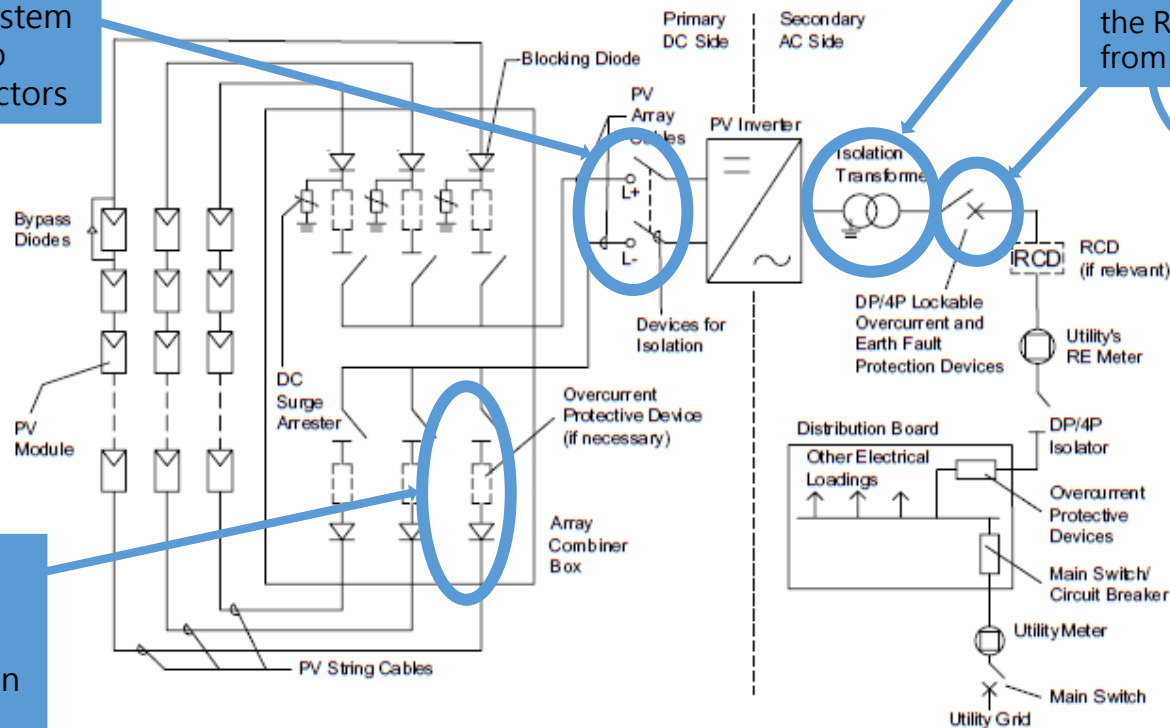 ystem
ctors
the R
from
Primary
DC Side
Secondary
AC Side
Blocking Diode
PV
Array
Cables
PV Inverter
Isolation
Transforme
L+
L-
Bypass
Diodes
RCD
RCD
(if relevant)
Devices for
Isolation
DP/4P Lockable
Overcurrent and
Earth Fault
Protection Devices
Utility's
RE Meter
DC
Surge
Arrester
Overcurrent
Protective Device
(if necessary)
PV
Module
Distribution Board
DP/4P
Isolator
Other Electrical
Loadings
Overcurrent
Protective
Devices
Array
Combiner
Box
Main Switch/
Circuit Breaker
Utility Meter
PV String Cables
n
Main Switch
Utility Grid